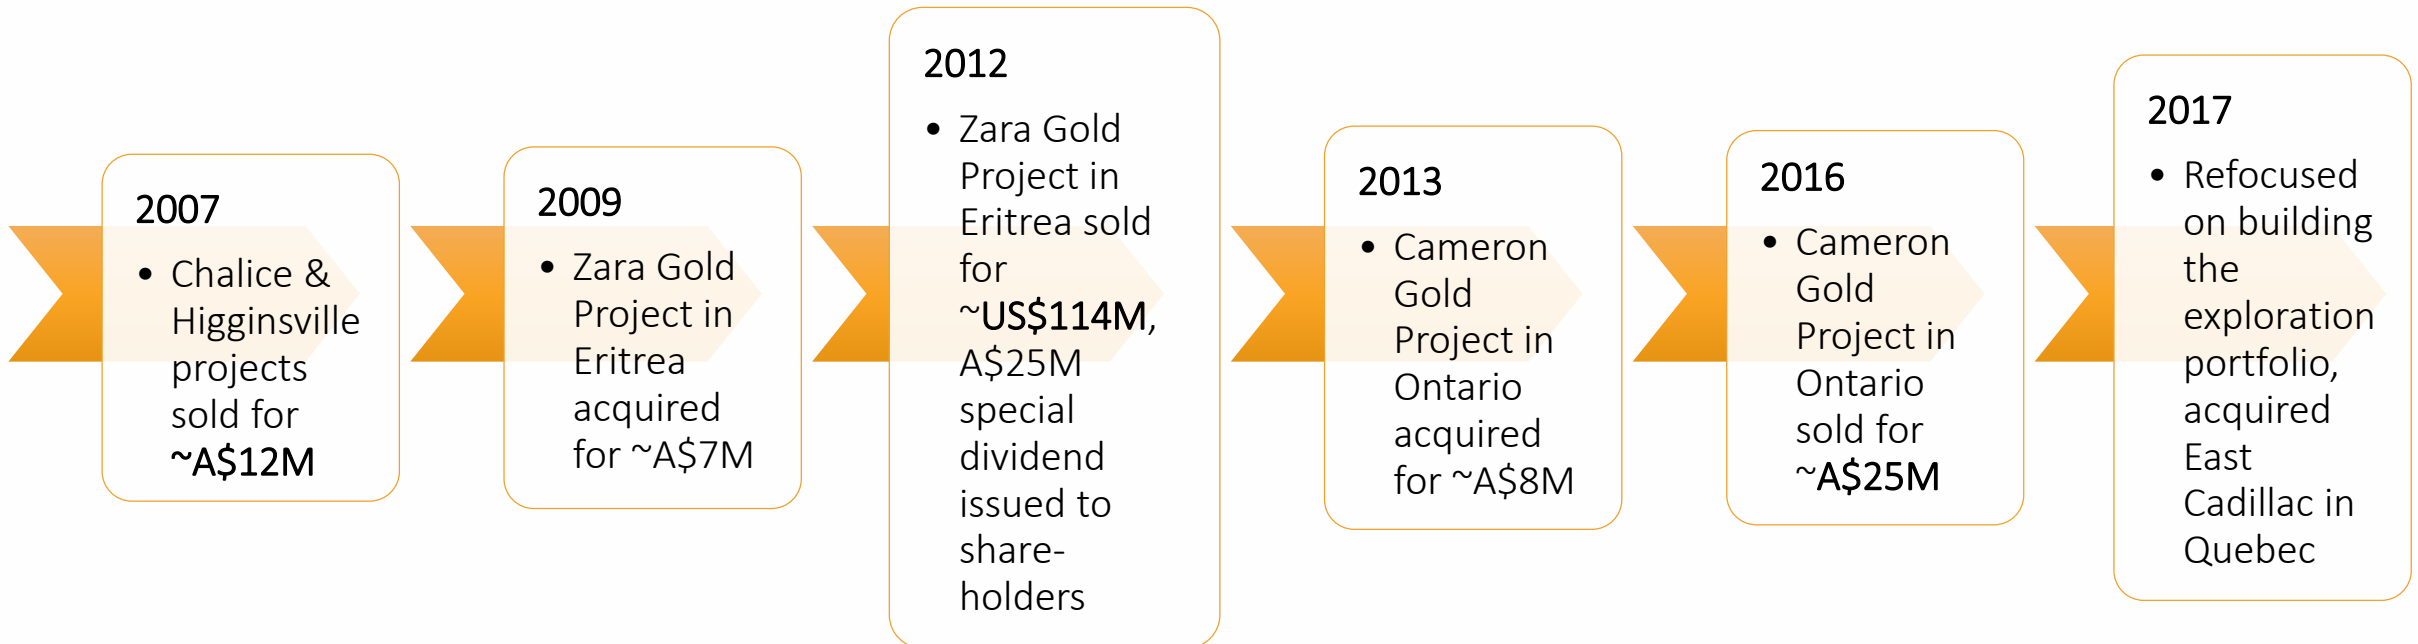 2007
• Chalice &
Higginsville
projects
sold for
~A$12M
2009
• Zara Gold
Project in
Eritrea
acquired
for ~A$7M
2012
• Zara Gold
Project in
Eritrea sold
for
~US$114M,
A$25M
special
dividend
issued to
share-
holders
2013
• Cameron
Gold
Project in
Ontario
acquired
for ~A$8M
2016
• Cameron
Gold
Project in
Ontario
sold for
~A$25M
2017
• Refocused
on building
the
exploration
portfolio,
acquired
East
Cadillac in
Quebec